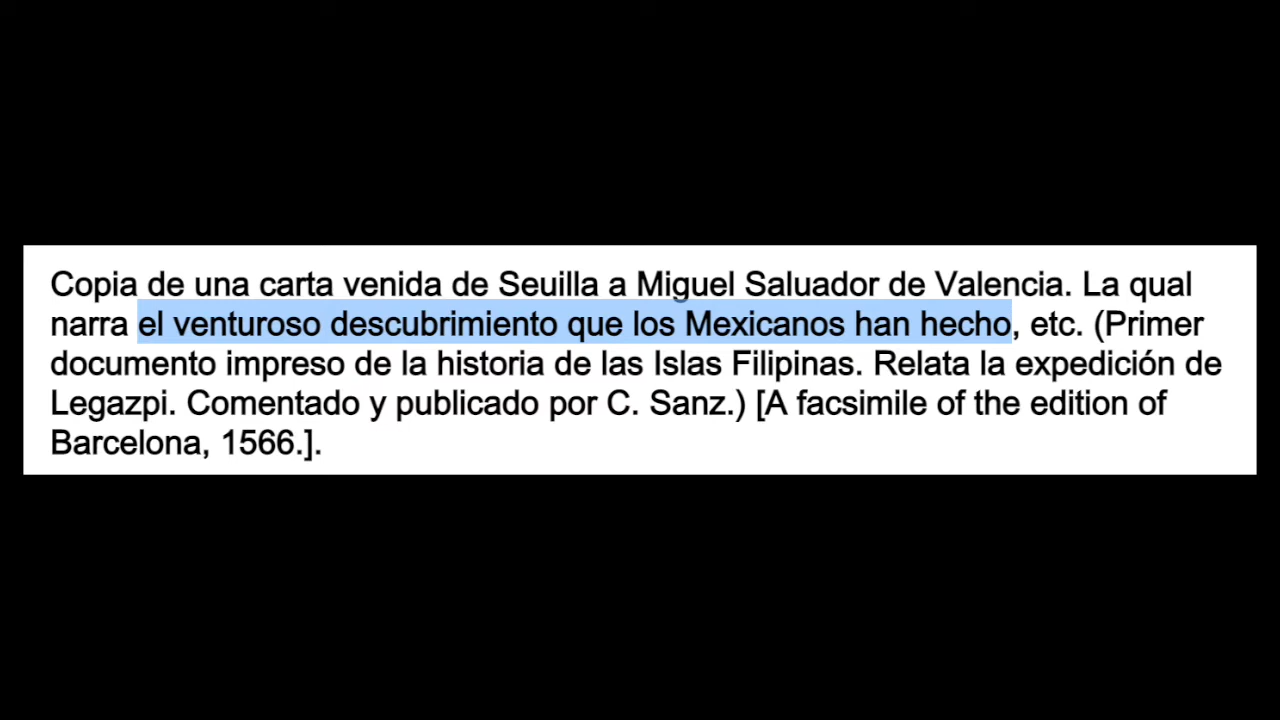 Copia de una carta venida de Seuilla a Miguel Saluador de Valencia. La qual
narra el venturoso descubrimiento que los Mexicanos han hecho, etc. (Primer
documento impreso de la historia de las Islas Filipinas. Relata la expedición de
Legazpi. Comentado y publicado por C. Sanz.) [A facsimile of the edition of
Barcelona, 1566.].